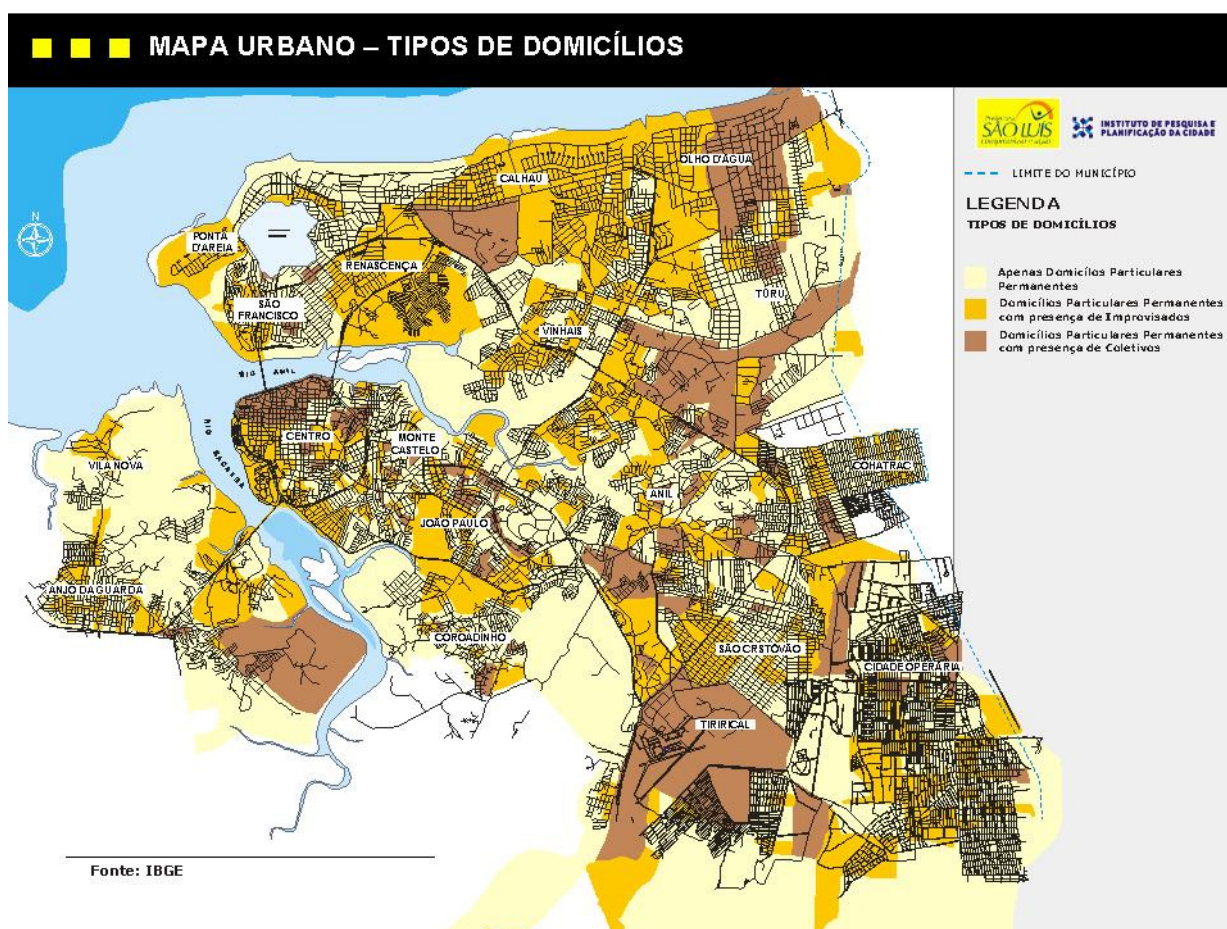 MAPA URBANO – TIPOS DE DOMICÍLIOS
SÃO LUÍS
INSTITUTO DE PESQUISA E
PLANIFICAÇÃO DA CIDADE
LIMITE DO MUNICÍPIO
LEGENDA
TIPOS DE DOMICÍLIOS
Apenas Domicílos Particulares
Permanentes
Domicílios Particulares Permanentes
com presença de Improvisados
Domicílios Particulares Permanentes
com presença de Coletivos
N
OLHO D'ÁGUA
CALHAU
PONTA
D'AREIA
RENASCENÇA
SÃO
FRANCISCO
TÚRU
VINHAIS
RIO ANIL
RIO BACANGA
CENTRO
MONTE
CASTELO
VILA NOVA
COHATRAC
ANIL
JOÃO PAULO
ANJO DA GUARDA
COROADINHO
SÃO CRSTÓVÃO
CIDADE OPERÁRIA
TIRIRICAL
Fonte: IBGE